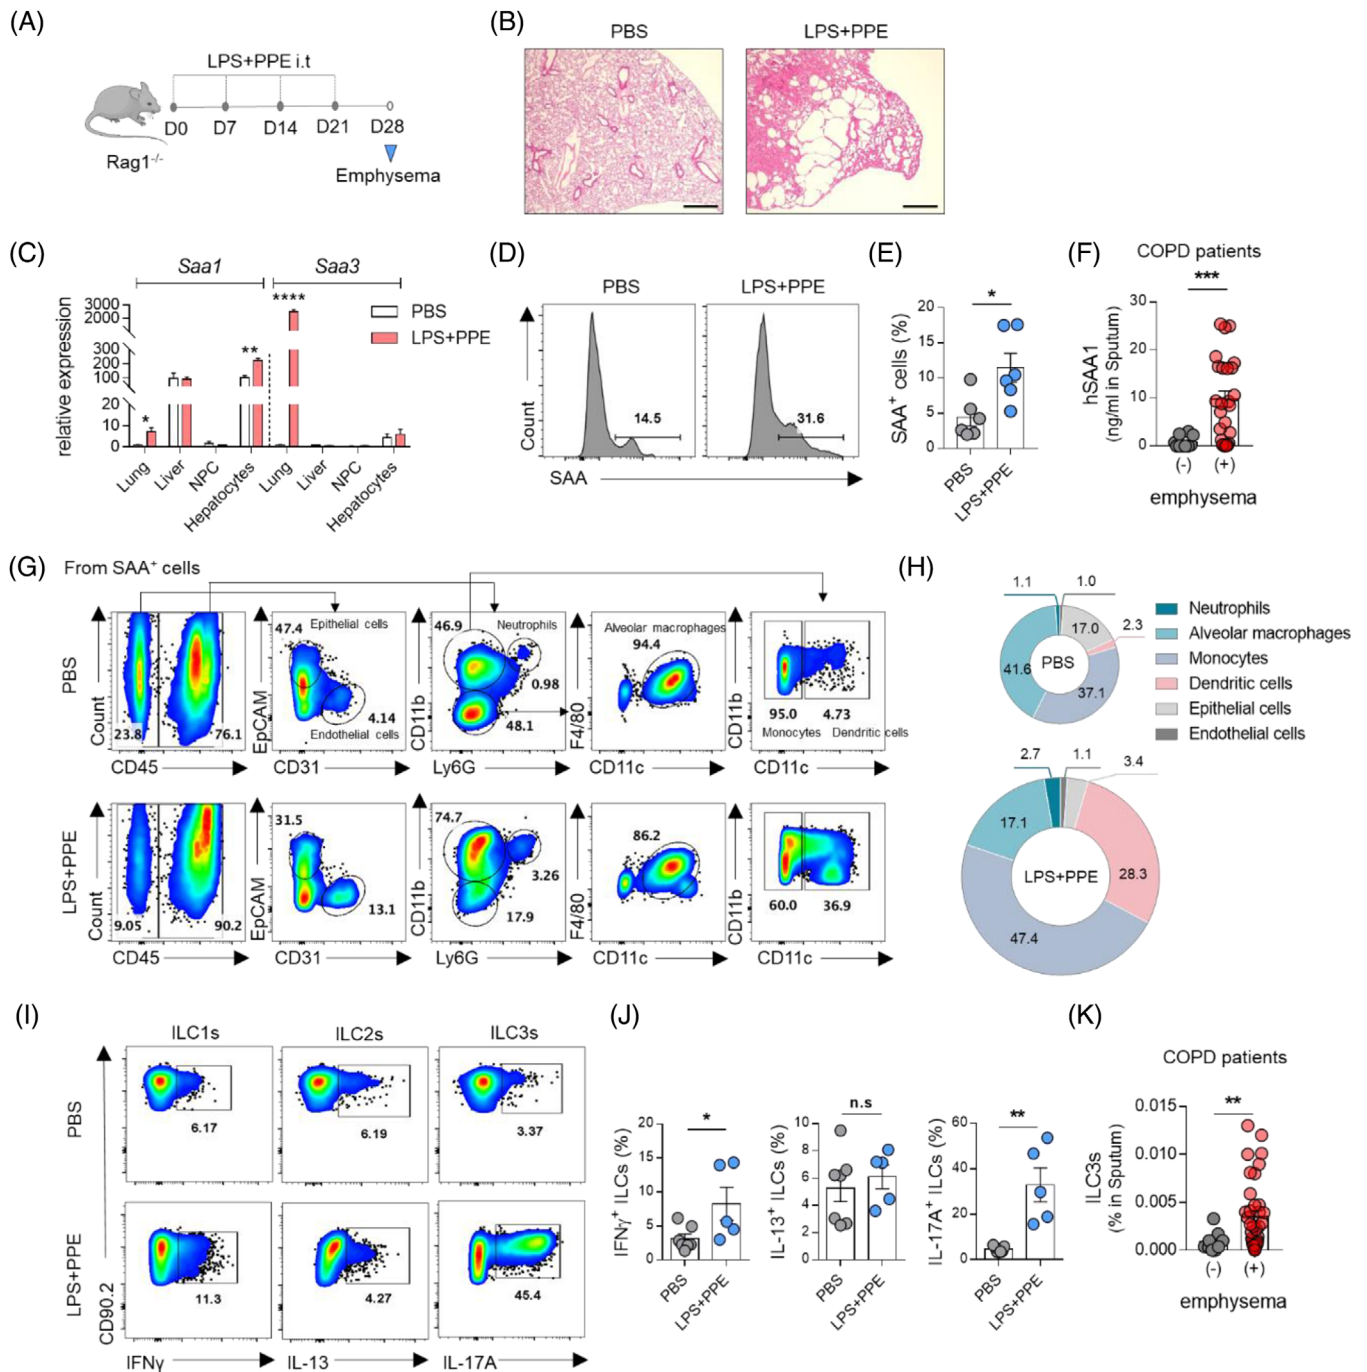 (A)
LPS+PPE i.t
D0 D7 D14 D21 D28
Rag1-/-
Emphysema
(B)
PBS LPS+PPE
(C)
Saa1 Saa3
relative expression
3000
2000
300
200
100
20
10
0
* ** ****
PBS
LPS+PPE
Lung Liver NPC Hepatocytes Lung Liver NPC Hepatocytes
(D)
PBS LPS+PPE
Count
14.5 31.6
SAA
(E)
SAA+ cells (%)
20
15
10
5
0
*
PBS LPS+PPE
(F)
COPD patients
***
hSAA1
(ng/ml in Sputum)
30
20
10
0
(-) (+)
emphysema
(G)
From SAA+ cells
PBS
Count
23.8 76.1
CD45
EpCAM
47.4 Epithelial cells
4.14
Endothelial cells
CD31
CD11b
46.9 Neutrophils
0.98
48.1
Ly6G
F4/80
Alveolar macrophages
94.4
CD11c
CD11b
95.0 4.73
Monocytes Dendritic cells
CD11c
LPS+PPE
Count
9.05 90.2
CD45
EpCAM
31.5
13.1
CD31
CD11b
74.7
3.26
17.9
Ly6G
F4/80
86.2
CD11c
CD11b
60.0 36.9
CD11c
(H)
1.1 1.0
17.0 2.3
41.6 PBS
37.1
Neutrophils
Alveolar macrophages
Monocytes
Dendritic cells
Epithelial cells
Endothelial cells
2.7 1.1 3.4
17.1
LPS+PPE 28.3
47.4
(I)
ILC1s ILC2s ILC3s
PBS
6.17 6.19 3.37
LPS+PPE
CD90.2
11.3 4.27 45.4
IFNγ IL-13 IL-17A
(J)
IFNγ+ ILCs (%)
20
15
10
5
0
*
PBS LPS+PPE
IL-13+ ILCs (%)
10
8
6
4
2
0
n.s
PBS LPS+PPE
IL-17A+ ILCs (%)
60
40
20
0
**
PBS LPS+PPE
(K)
COPD patients
**
ILC3s
(% in Sputum)
0.015
0.010
0.005
0.000
(-) (+)
emphysema